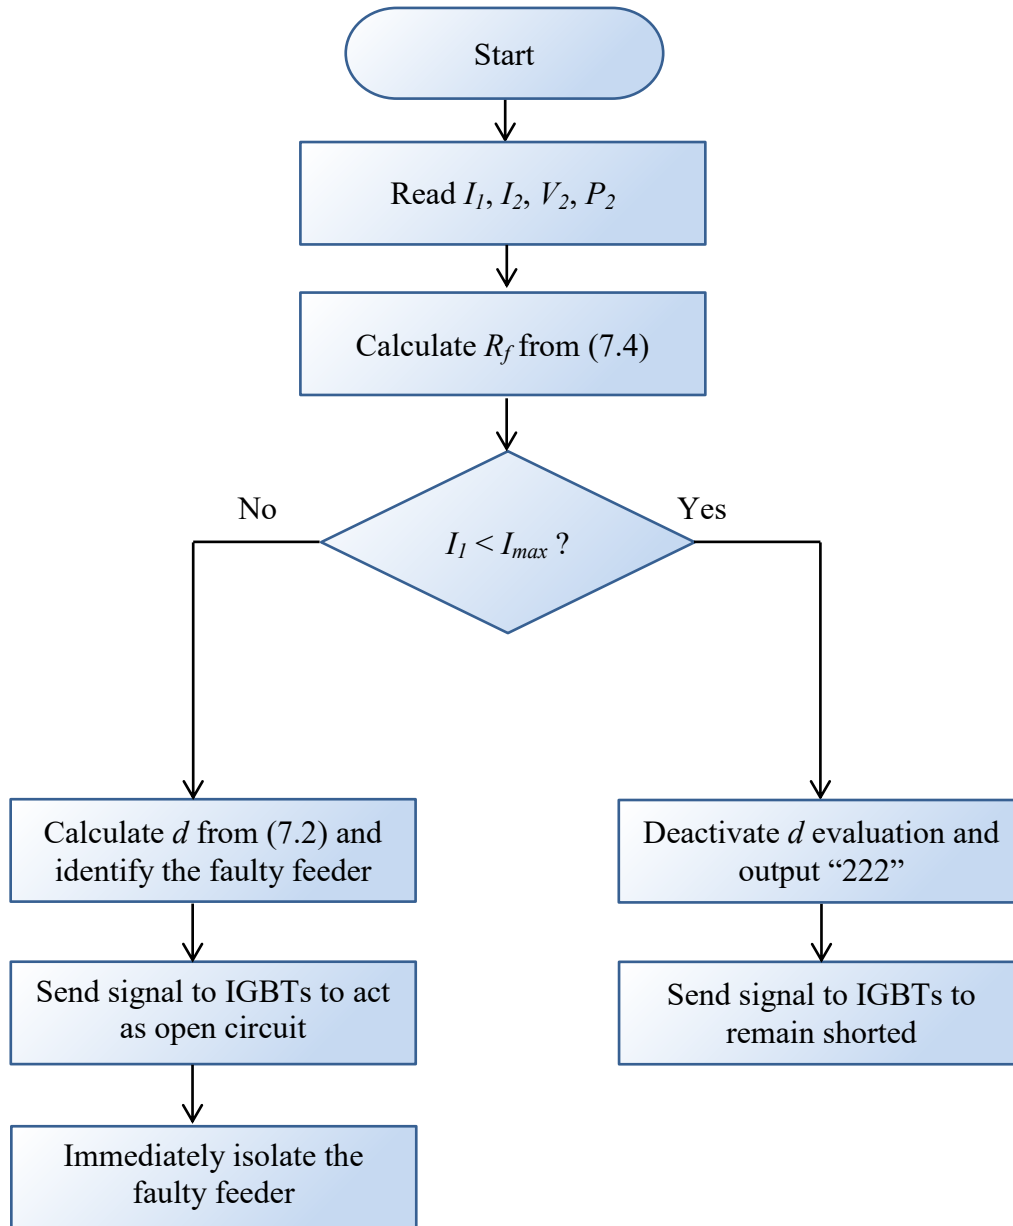 Start
Read I1, I2, V2, P2
Calculate Rf from (7.4)
No
Yes
I1 < Imax ?
Calculate d from (7.2) and
identify the faulty feeder
Deactivate d evaluation and
output “222”
Send signal to IGBTs to act
as open circuit
Send signal to IGBTs to
remain shorted
Immediately isolate the
faulty feeder